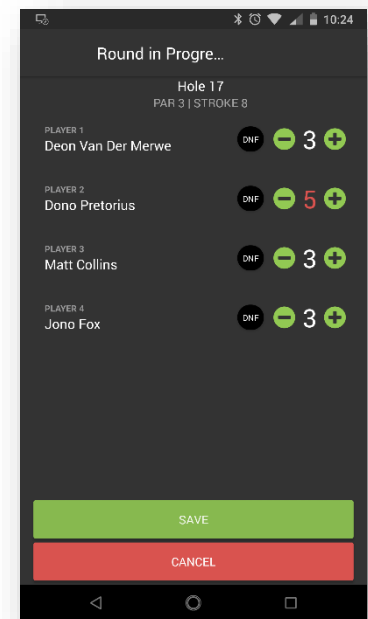 10:24
Round in Progre...
Hole 17
PAR 3 | STROKE 8
PLAYER 1
Deon Van Der Merwe
DNF 3
PLAYER 2
Dono Pretorius
DNF 5
PLAYER 3
Matt Collins
DNF 3
PLAYER 4
Jono Fox
DNF 3
SAVE
CANCEL